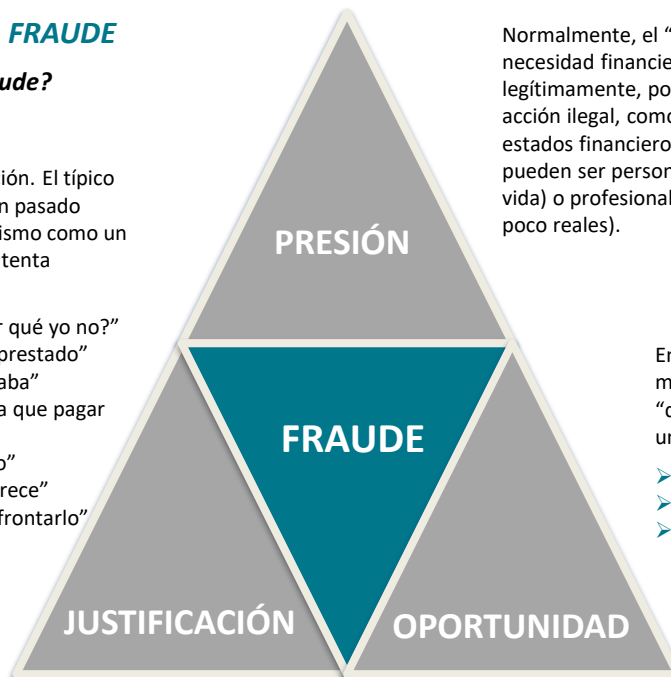 FRAUDE
ude?
ión. El típico
n pasado
ismo como un
tenta
r qué yo no?”
prestado”
aba”
a que pagar
o”
rece”
frontarlo”
Normalmente, el “
necesidad financie
legítimamente, po
acción ilegal, como
estados financiero
pueden ser person
vida) o profesional
poco reales).
PRESIÓN
FRAUDE
JUSTIFICACIÓN
OPORTUNIDAD
En
m
“o
un